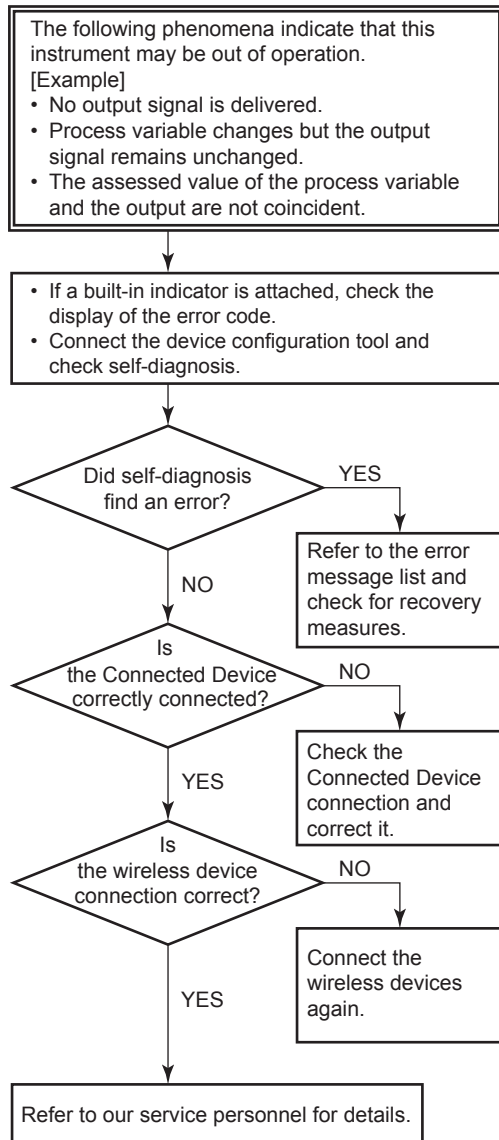 The following phenomena indicate that this
instrument may be out of operation.
[Example]
• No output signal is delivered.
• Process variable changes but the output
signal remains unchanged.
• The assessed value of the process variable
and the output are not coincident.
• If a built-in indicator is attached, check the
display of the error code.
• Connect the device configuration tool and
check self-diagnosis.
Did self-diagnosis
find an error?
YES
Refer to the error
message list and
check for recovery
measures.
NO
Is
the Connected Device
correctly connected?
NO
Check the
Connected Device
connection and
correct it.
YES
Is
the wireless device
connection correct?
NO
Connect the
wireless devices
again.
YES
Refer to our service personnel for details.